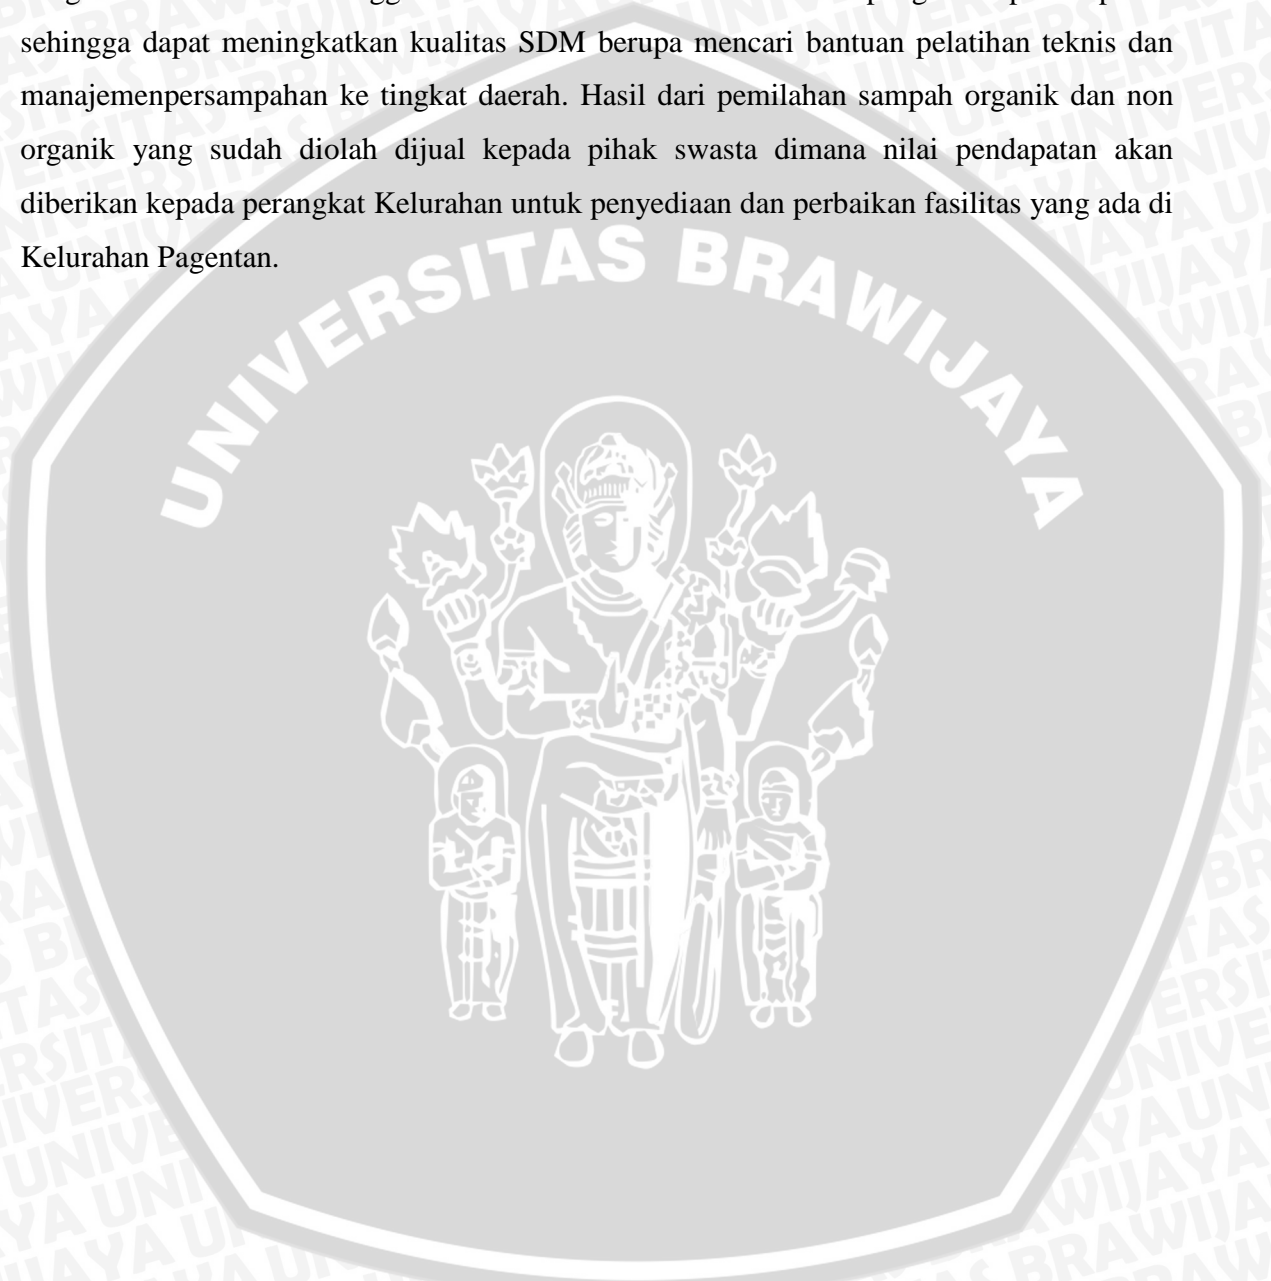 sehingga dapat meningkatkan kualitas SDM berupa mencari bantuan pelatihan teknis dan
manajemenpersampahan ke tingkat daerah. Hasil dari pemilahan sampah organik dan non
organik yang sudah diolah dijual kepada pihak swasta dimana nilai pendapatan akan
diberikan kepada perangkat Kelurahan untuk penyediaan dan perbaikan fasilitas yang ada di
Kelurahan Pagentan.
UNIVERSITAS BRAWIJAYA